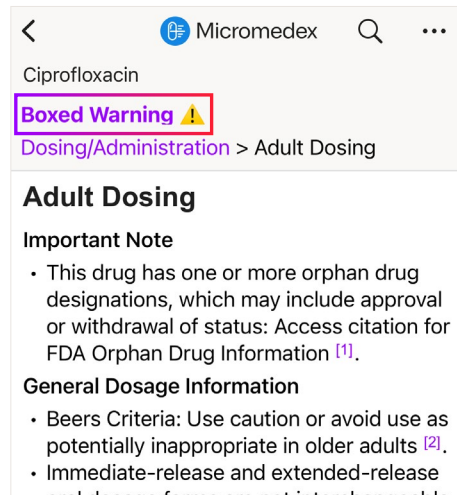 Micromedex
Ciprofloxacin
Boxed Warning
Dosing/Administration > Adult Dosing
Adult Dosing
Important Note
• This drug has one or more orphan drug
designations, which may include approval
or withdrawal of status: Access citation for
FDA Orphan Drug Information [1].
General Dosage Information
• Beers Criteria: Use caution or avoid use as
potentially inappropriate in older adults [2].
• Immediate-release and extended-release